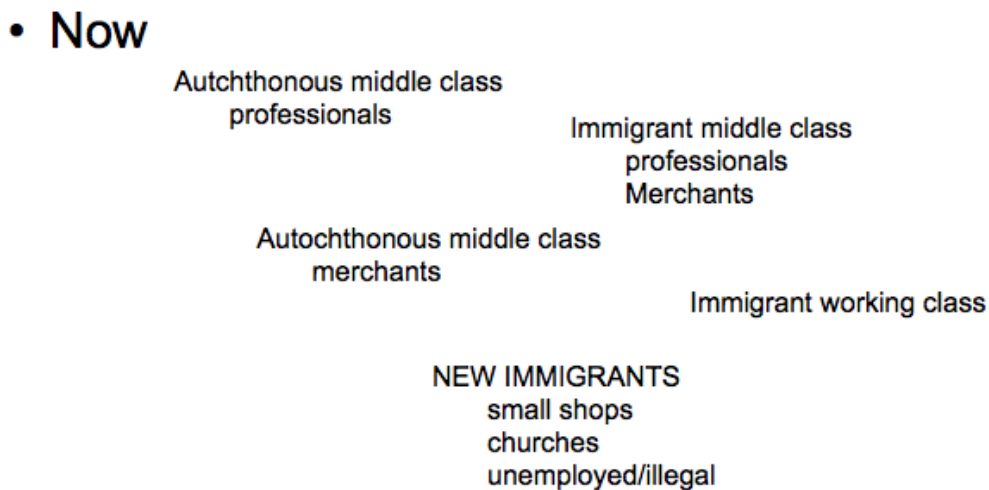 • Now
Autchthonous middle class
professionals
Immigrant middle class
professionals
Merchants
Autochthonous middle class
merchants
Immigrant working class
NEW IMMIGRANTS
small shops
churches
unemployed/illegal